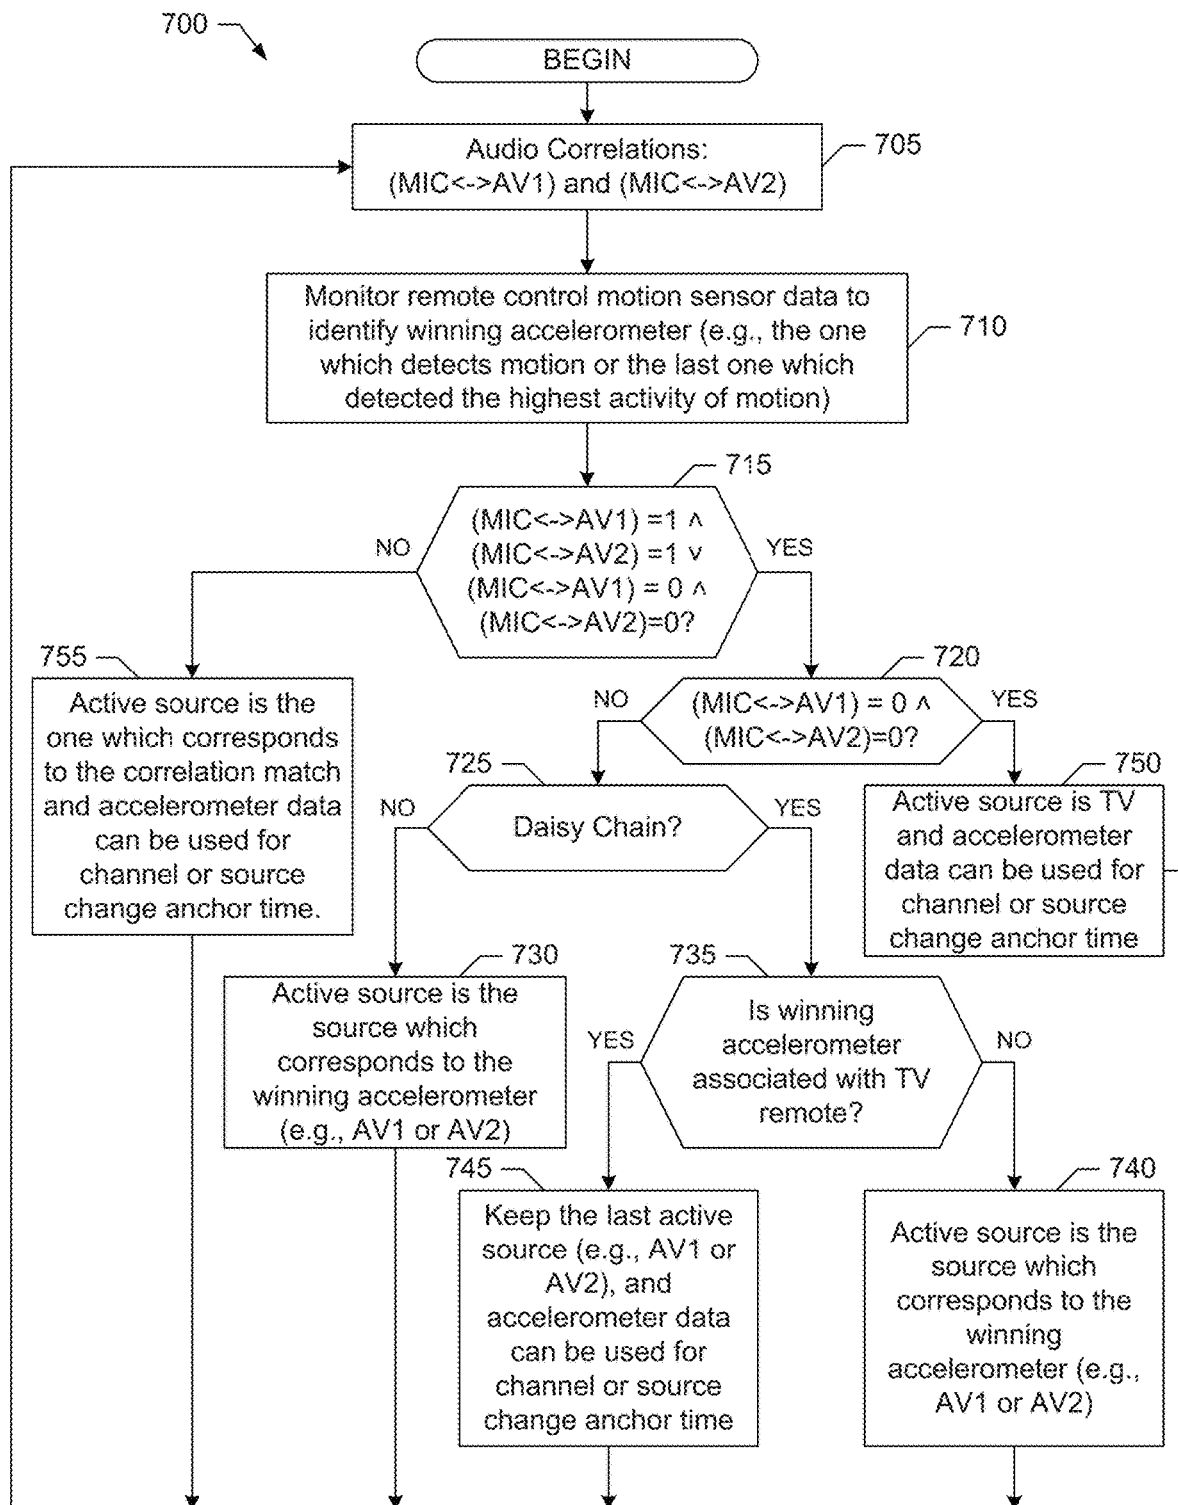 700
BEGIN
Audio Correlations:
(MIC<->AV1) and (MIC<->AV2)
705
Monitor remote control motion sensor data to
identify winning accelerometer (e.g., the one
which detects motion or the last one which
detected the highest activity of motion)
710
715
(MIC<->AV1) =1 ∧
(MIC<->AV2) =1 ∨
(MIC<->AV1) = 0 ∧
(MIC<->AV2)=0?
NO
YES
755
Active source is the
one which corresponds
to the correlation match
and accelerometer data
can be used for
channel or source
change anchor time.
720
(MIC<->AV1) = 0 ∧
(MIC<->AV2)=0?
NO
YES
725
Daisy Chain?
NO
YES
750
Active source is TV
and accelerometer
data can be used for
channel or source
change anchor time
730
Active source is the
source which
corresponds to the
winning accelerometer
(e.g., AV1 or AV2)
735
Is winning
accelerometer
associated with TV
remote?
YES
NO
745
Keep the last active
source (e.g., AV1 or
AV2), and
accelerometer data
can be used for
channel or source
change anchor time
740
Active source is the
source which
corresponds to the
winning
accelerometer (e.g.,
AV1 or AV2)